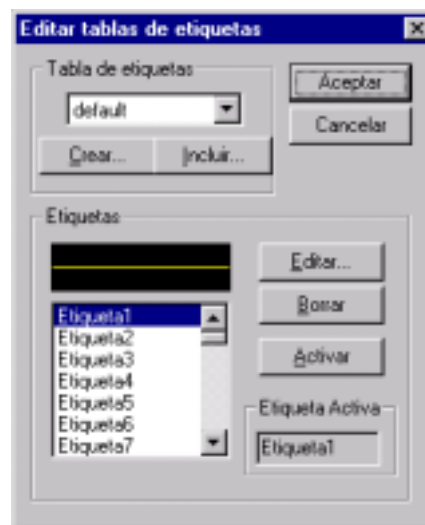 Editar tablas de etiquetas
Tabla de etiquetas
default
Crear... Incluir...
Aceptar
Cancelar
Etiquetas
Etiqueta1
Etiqueta2
Etiqueta3
Etiqueta4
Etiqueta5
Etiqueta6
Etiqueta7
Editar...
Borrar
Activar
Etiqueta Activa
Etiqueta1